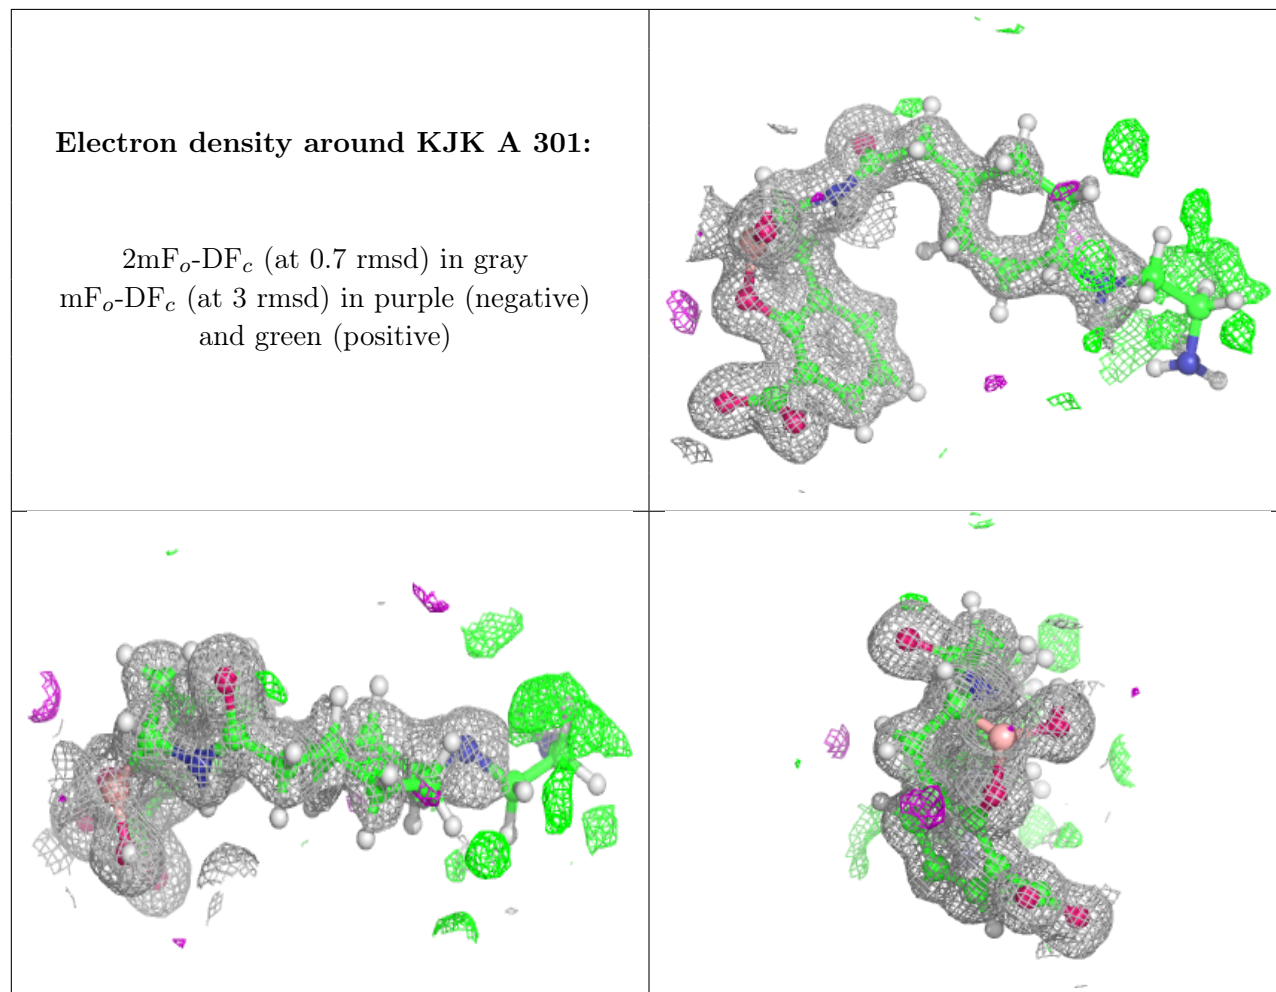 Electron density around KJK A 301:
2mFo-DFc (at 0.7 rmsd) in gray
mFo-DFc (at 3 rmsd) in purple (negative)
and green (positive)